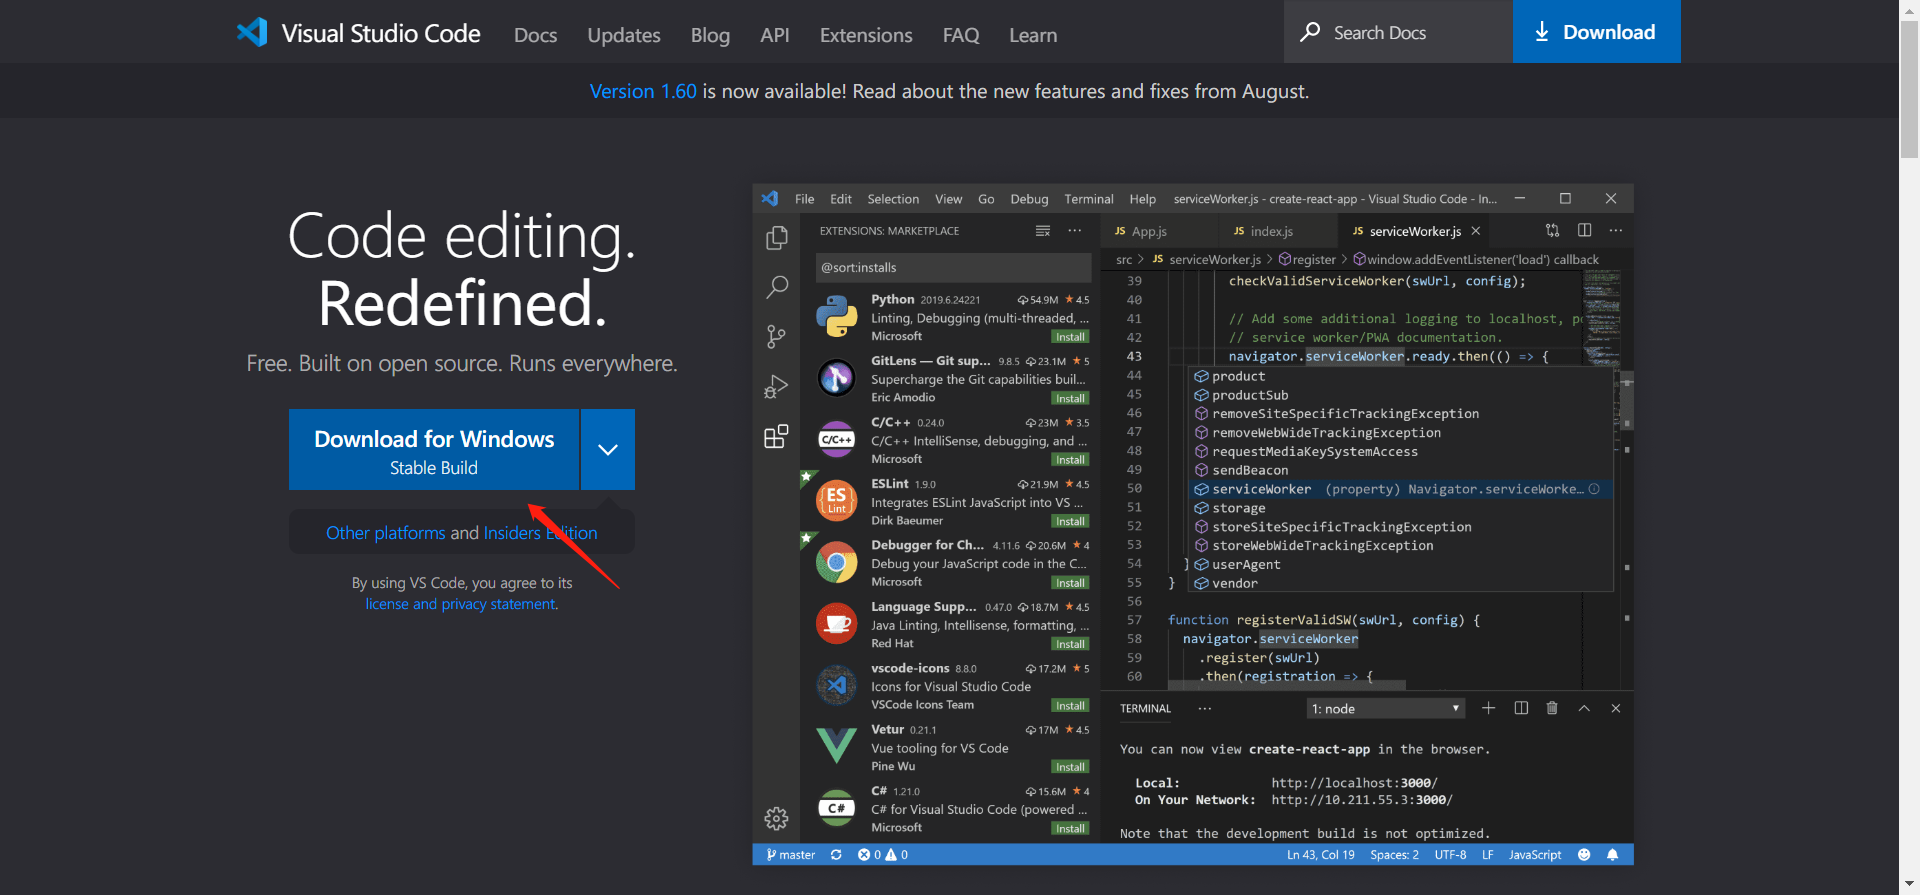 Visual Studio Code Docs Updates Blog API Extensions FAQ Learn Search Docs Download
Version 1.60 is now available! Read about the new features and fixes from August.
Code editing.
Redefined.
Free. Built on open source. Runs everywhere.
Download for Windows
Stable Build
Other platforms and Insiders Edition
By using VS Code, you agree to its
license and privacy statement.
File Edit Selection View Go Debug Terminal Help serviceWorker.js - create-react-app - Visual Studio Code - In...
EXTENSIONS: MARKETPLACE
@sort:installs
Python 2019.6.24221 54.9M ★ 4.5
Linting, Debugging (multi-threaded, ...
Microsoft Install
GitLens — Git sup... 9.8.5 23.1M ★ 5
Supercharge the Git capabilities buil...
Eric Amodio Install
C/C++
C/C++ 0.24.0 23M ★ 3.5
C/C++ IntelliSense, debugging, and ...
Microsoft Install
ES
Lint
ESLint 1.9.0 21.9M ★ 4.5
Integrates ESLint JavaScript into VS ...
Dirk Baeumer Install
Debugger for Ch... 4.11.6 20.6M ★ 4
Debug your JavaScript code in the C...
Microsoft Install
Language Supp... 0.47.0 18.7M ★ 4.5
Java Linting, Intellisense, formatting, ...
Red Hat Install
vscode-icons 8.8.0 17.2M ★ 5
Icons for Visual Studio Code
VSCode Icons Team Install
Vetur 0.21.1 17M ★ 4.5
Vue tooling for VS Code
Pine Wu Install
C#
C# 1.21.0 15.6M ★ 4
C# for Visual Studio Code (powered ...
Microsoft Install
JS App.js JS index.js JS serviceWorker.js
src > JS serviceWorker.js > register > window.addEventListener('load') callback
39 checkValidServiceWorker(swUrl, config);
40
41 // Add some additional logging to localhost, p
42 // service worker/PWA documentation.
43 navigator.serviceWorker.ready.then(() => {
44 product
45 productSub
46 removeSiteSpecificTrackingException
47 removeWebWideTrackingException
48 requestMediaKeySystemAccess
49 sendBeacon
50 serviceWorker (property) Navigator.serviceWorke...
51 storage
52 storeSiteSpecificTrackingException
53 storeWebWideTrackingException
54 } userAgent
55 } vendor
56
57 function registerValidSW(swUrl, config) {
58 navigator.serviceWorker
59 .register(swUrl)
60 .then(registration => {
TERMINAL ... 1: node
You can now view create-react-app in the browser.
Local: http://localhost:3000/
On Your Network: http://10.211.55.3:3000/
Note that the development build is not optimized.
master 0 0 Ln 43, Col 19 Spaces: 2 UTF-8 LF JavaScript